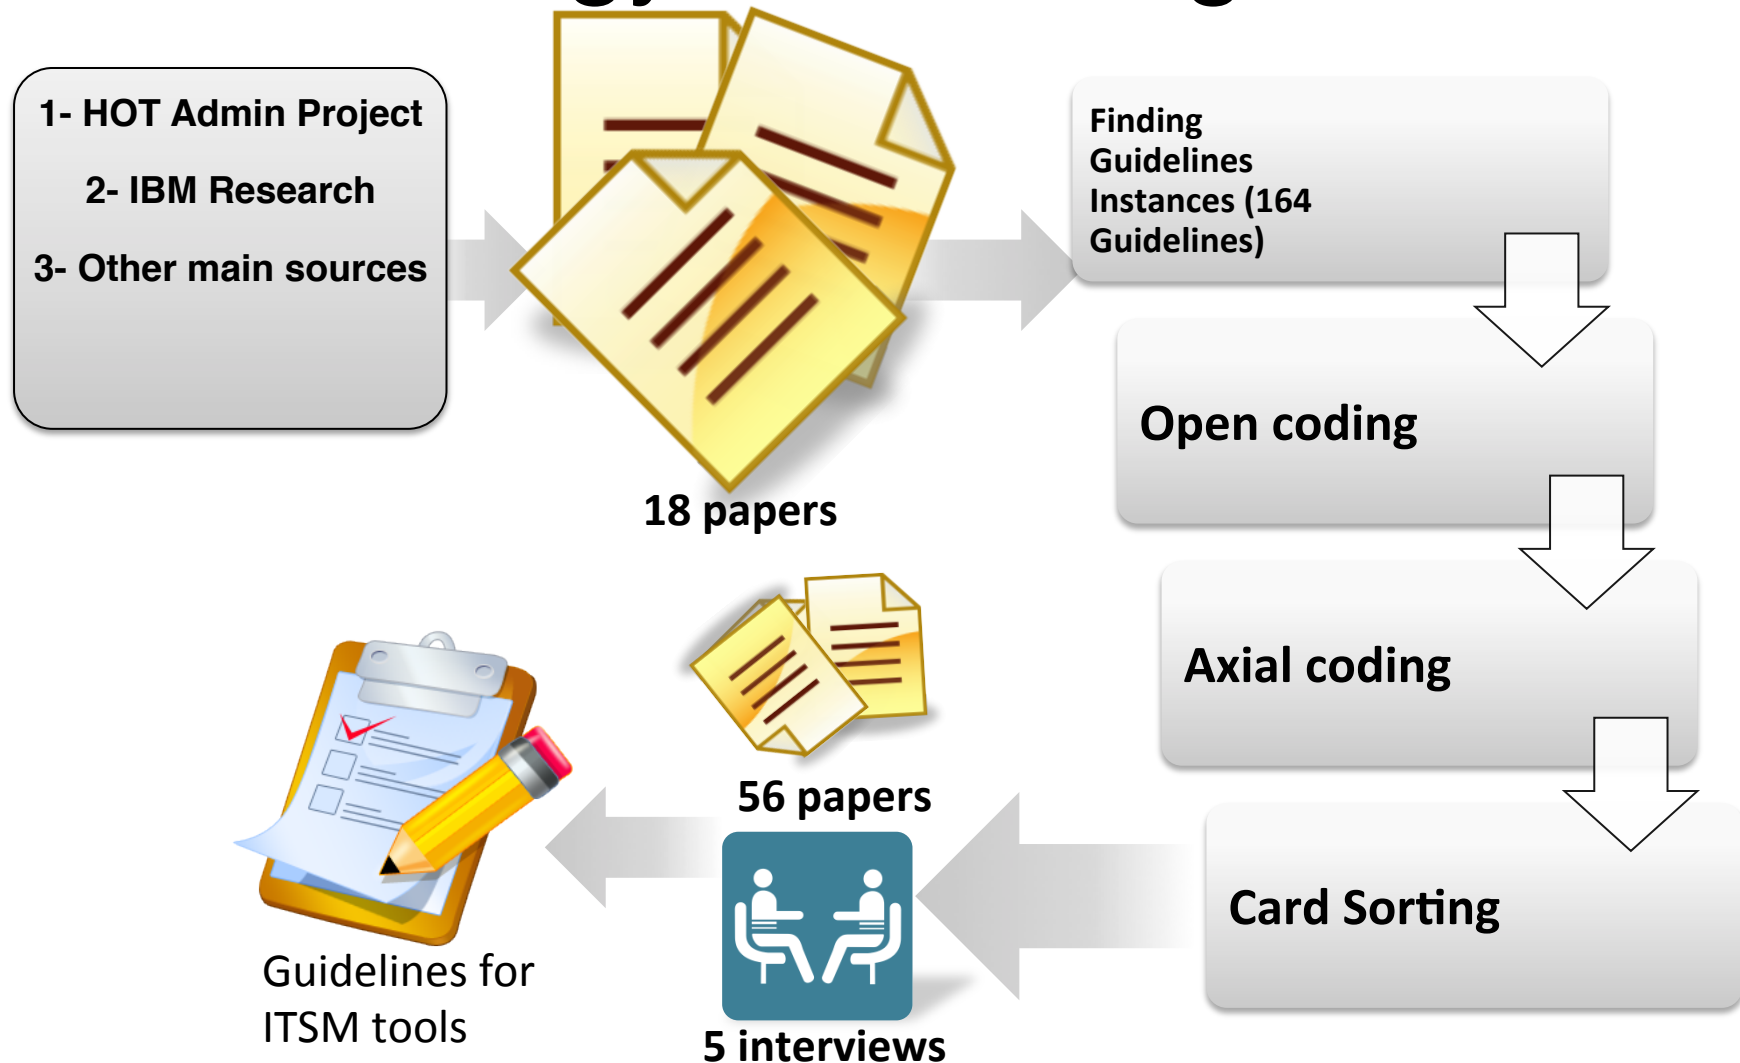 1- HOT Admin Project
2- IBM Research
3- Other main sources
18 papers
Finding
Guidelines
Instances (164
Guidelines)
Open coding
Axial coding
Card Sorting
56 papers
5 interviews
Guidelines for
ITSM tools